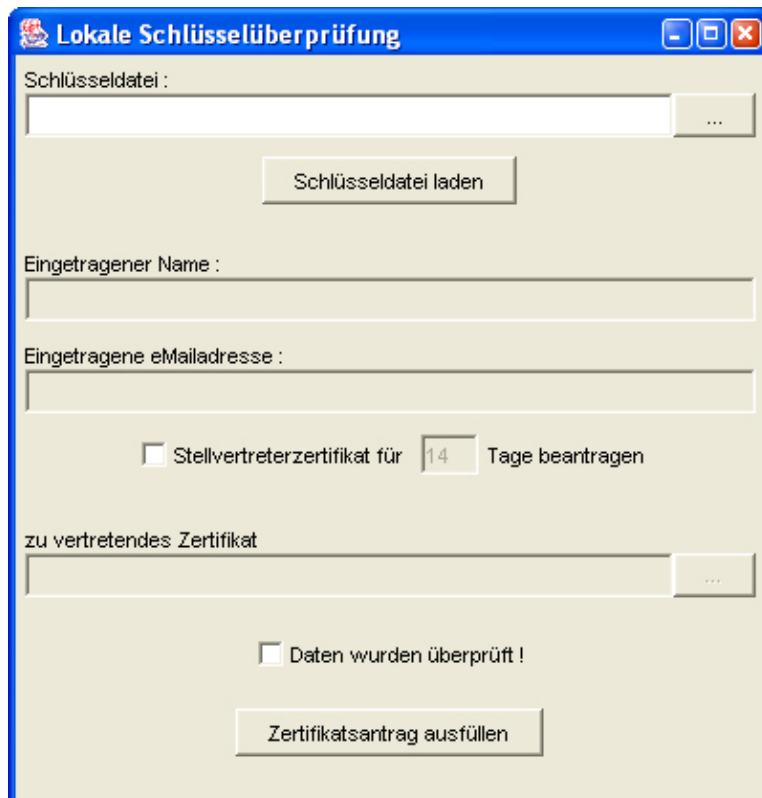 Lokale Schlüsselüberprüfung
Schlüsseldatei :
...
Schlüsseldatei laden
Eingetragener Name :
Eingetragene eMailadresse :
Stellvertreterzertifikat für 14 Tage beantragen
zu vertretendes Zertifikat
...
Daten wurden überprüft !
Zertifikatsantrag ausfüllen